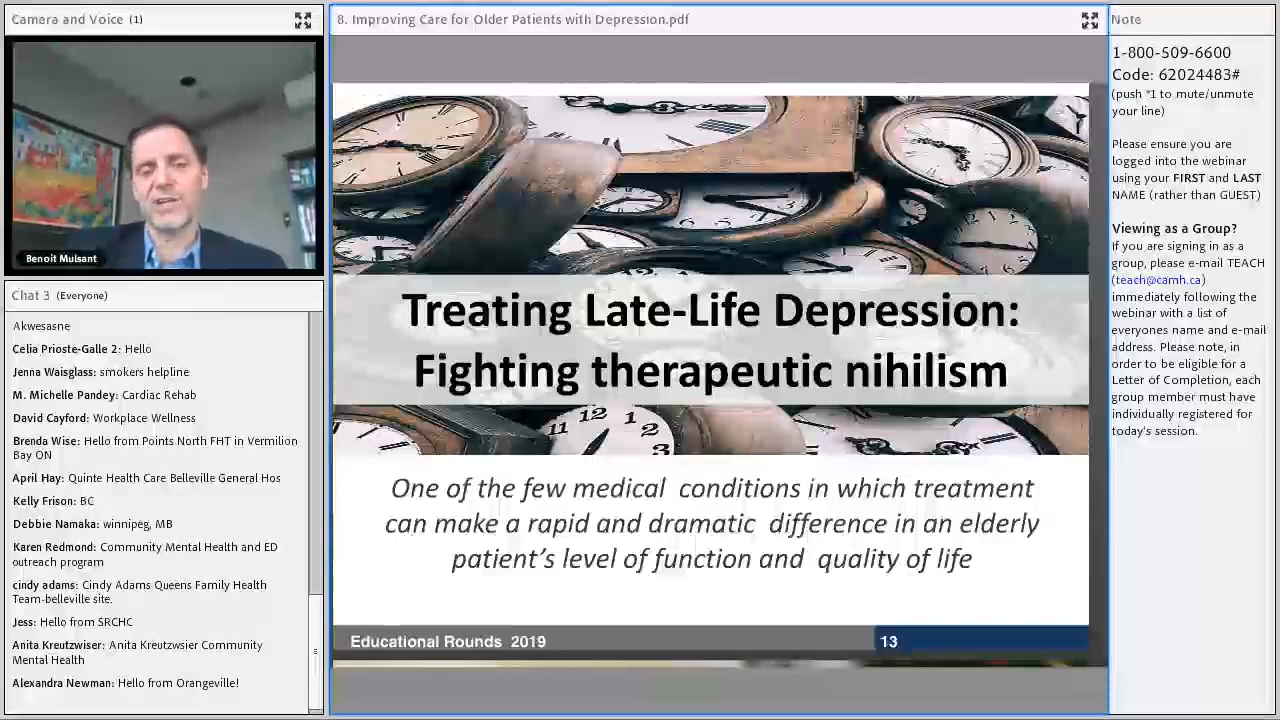 Camera and Voice (1)
Benoit Mulsant
Chat 3 (Everyone)
Akwesasne
Celia Prioste-Galle 2: Hello
Jenna Waisglass: smokers helpline
M. Michelle Pandey: Cardiac Rehab
David Cayford: Workplace Wellness
Brenda Wise: Hello from Points North FHT in Vermilion
Bay ON
April Hay: Quinte Health Care Belleville General Hos
Kelly Frison: BC
Debbie Namaka: winnipeg, MB
Karen Redmond: Community Mental Health and ED
outreach program
cindy adams: Cindy Adams Queens Family Health
Team-belleville site.
Jess: Hello from SRCHC
Anita Kreutzwiser: Anita Kreutzwsier Community
Mental Health
Alexandra Newman: Hello from Orangeville!
8. Improving Care for Older Patients with Depression.pdf
Treating Late-Life Depression:
Fighting therapeutic nihilism
12
11
1
2
3
One of the few medical conditions in which treatment
can make a rapid and dramatic difference in an elderly
patient's level of function and quality of life
Educational Rounds 2019
13
Note
1-800-509-6600
Code: 62024483#
(push *1 to mute/unmute
your line)
Please ensure you are
logged into the webinar
using your FIRST and LAST
NAME (rather than GUEST)
Viewing as a Group?
If you are signing in as a
group, please e-mail TEACH
(teach@camh.ca)
immediately following the
webinar with a list of
everyones name and e-mail
address. Please note, in
order to be eligible for a
Letter of Completion, each
group member must have
individually registered for
today's session.